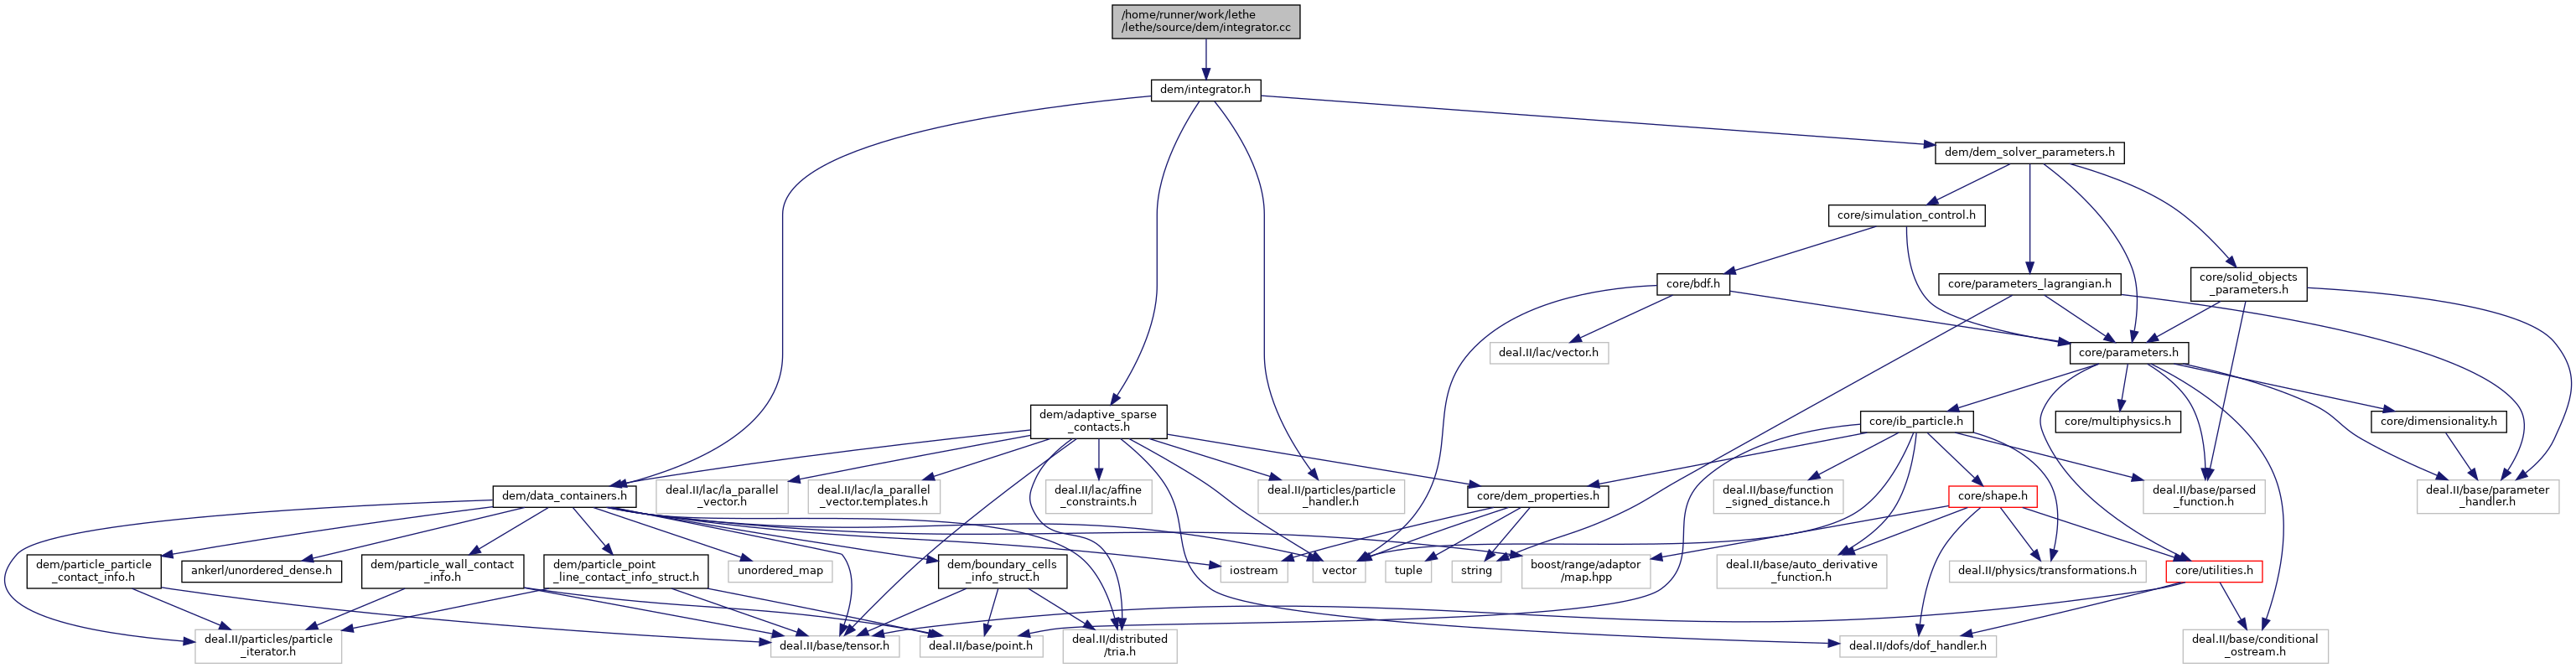 /home/runner/work/lethe
/lethe/source/dem/integrator.cc
dem/integrator.h
dem/dem_solver_parameters.h
core/simulation_control.h
core/bdf.h
core/parameters_lagrangian.h
core/solid_objects
_parameters.h
deal.II/lac/vector.h
core/parameters.h
dem/adaptive_sparse
_contacts.h
core/ib_particle.h
core/multiphysics.h
core/dimensionality.h
dem/data_containers.h
deal.II/lac/la_parallel
_vector.h
deal.II/lac/la_parallel
_vector.templates.h
deal.II/lac/affine
_constraints.h
deal.II/particles/particle
_handler.h
core/dem_properties.h
deal.II/base/function
_signed_distance.h
core/shape.h
deal.II/base/parsed
_function.h
deal.II/base/parameter
_handler.h
dem/particle_particle
_contact_info.h
ankerl/unordered_dense.h
dem/particle_wall_contact
_info.h
dem/particle_point
_line_contact_info_struct.h
unordered_map
dem/boundary_cells
_info_struct.h
iostream
vector
tuple
string
boost/range/adaptor
/map.hpp
deal.II/base/auto_derivative
_function.h
deal.II/physics/transformations.h
core/utilities.h
deal.II/particles/particle
_iterator.h
deal.II/base/tensor.h
deal.II/base/point.h
deal.II/distributed
/tria.h
deal.II/dofs/dof_handler.h
deal.II/base/conditional
_ostream.h